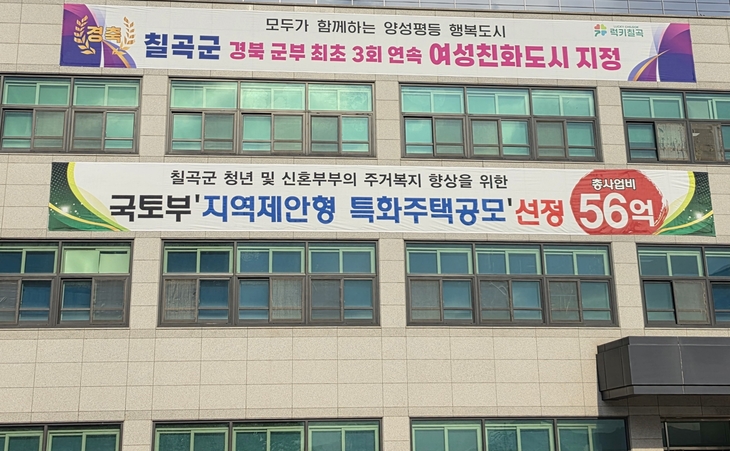 모두가 함께하는 양성평등 행복도시
경축 칠곡군 경북 군부 최초 3회 연속 여성친화도시 지정
럭키칠곡
칠곡군 청년 및 신혼부부의 주거복지 향상을 위한
국토부 '지역제안형 특화주택공모' 선정
총사업비
56억